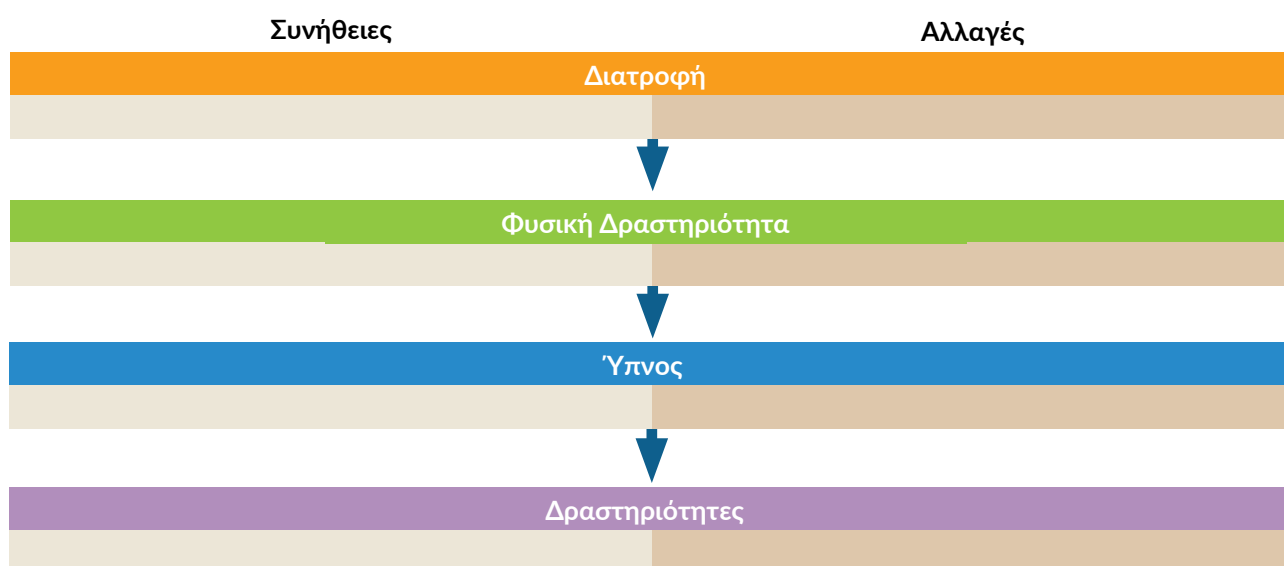 Συνήθειες
Αλλαγές
Διατροφή
Φυσική Δραστηριότητα
Ύπνος
Δραστηριότητες